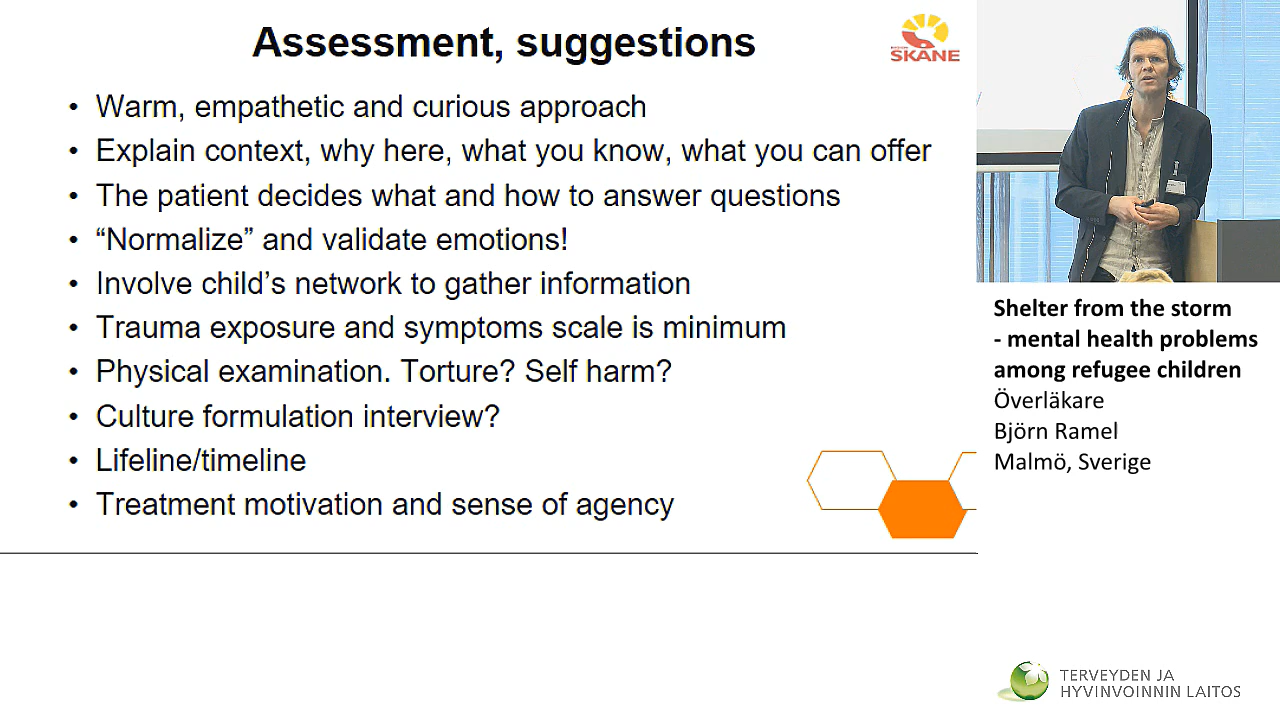 Assessment, suggestions
SKANE
• Warm, empathetic and curious approach
• Explain context, why here, what you know, what you can offer
• The patient decides what and how to answer questions
• “Normalize” and validate emotions!
• Involve child’s network to gather information
• Trauma exposure and symptoms scale is minimum
• Physical examination. Torture? Self harm?
• Culture formulation interview?
• Lifeline/timeline
• Treatment motivation and sense of agency
Shelter from the storm
- mental health problems
among refugee children
Överläkare
Björn Ramel
Malmö, Sverige
TERVEYDEN JA
HYVINVOINNIN LAITOS